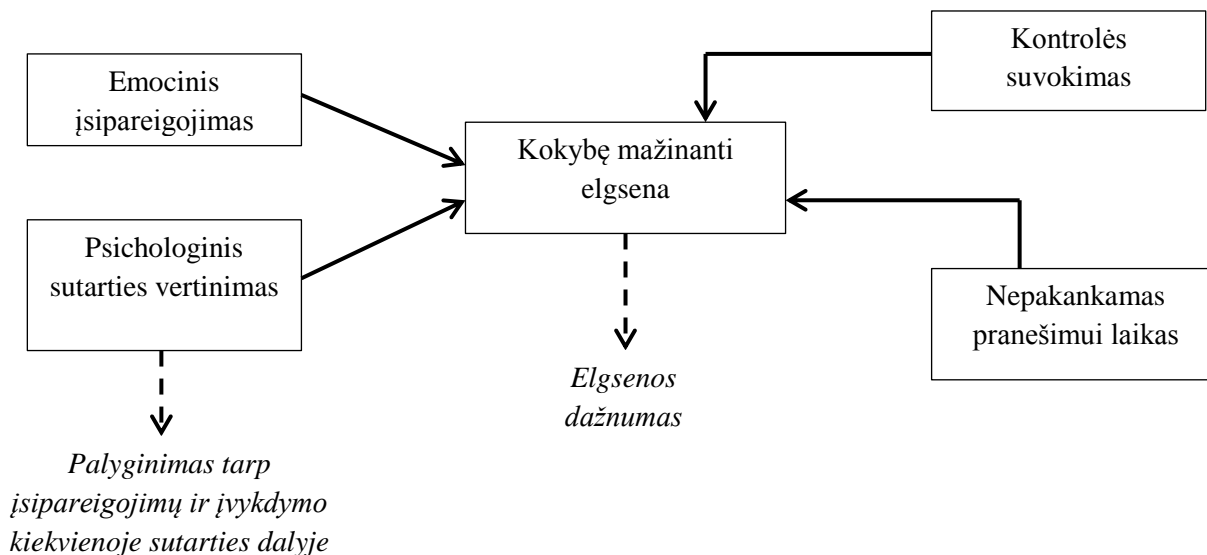 Emocinis
įsipareigojimas
Kontrolės
suvokimas
Kokybę mažinanti
elgsena
Psichologinis
sutarties vertinimas
Nepakankamas
pranešimui laikas
Elgsenos
dažnumas
Palyginimas tarp
įsipareigojimų ir įvykdymo
kiekvienoje sutarties dalyje